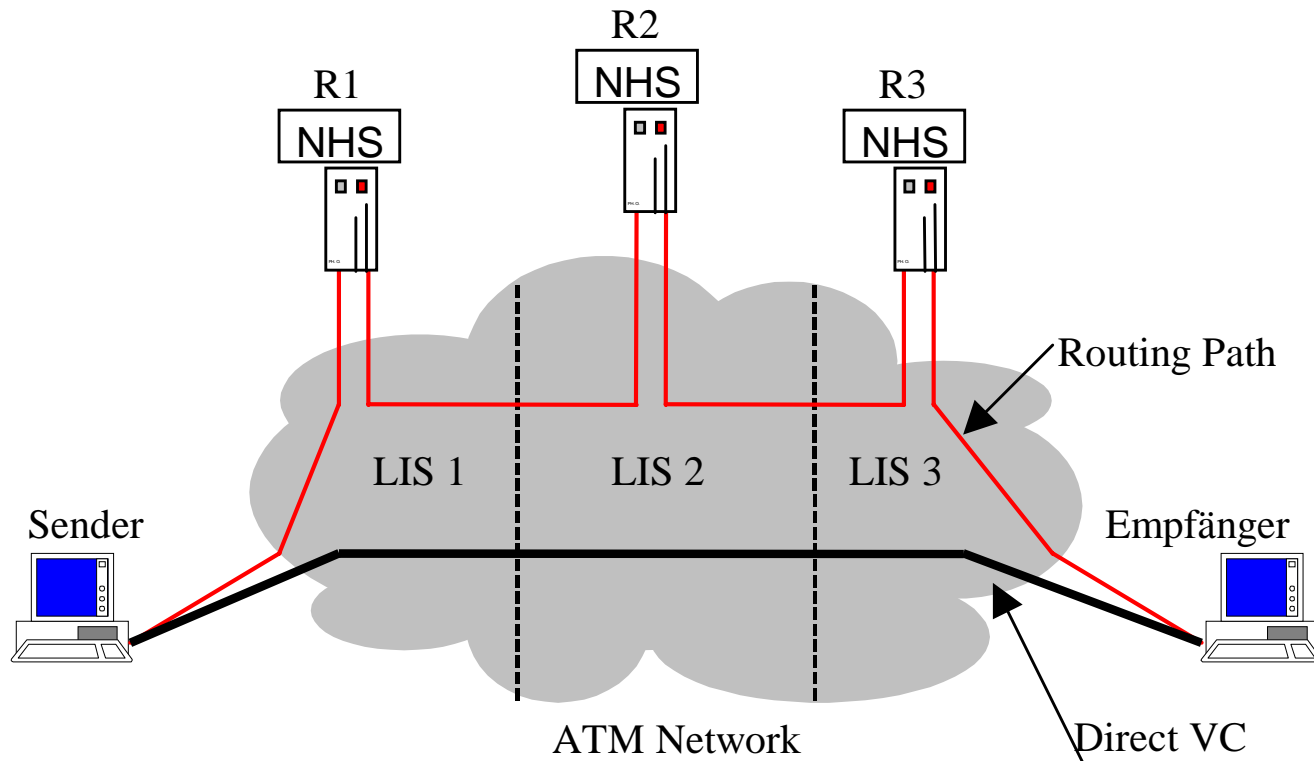 R2
NHS
R1
NHS
R3
NHS
Routing Path
LIS 1
LIS 2
LIS 3
Sender
Empfänger
ATM Network
Direct VC